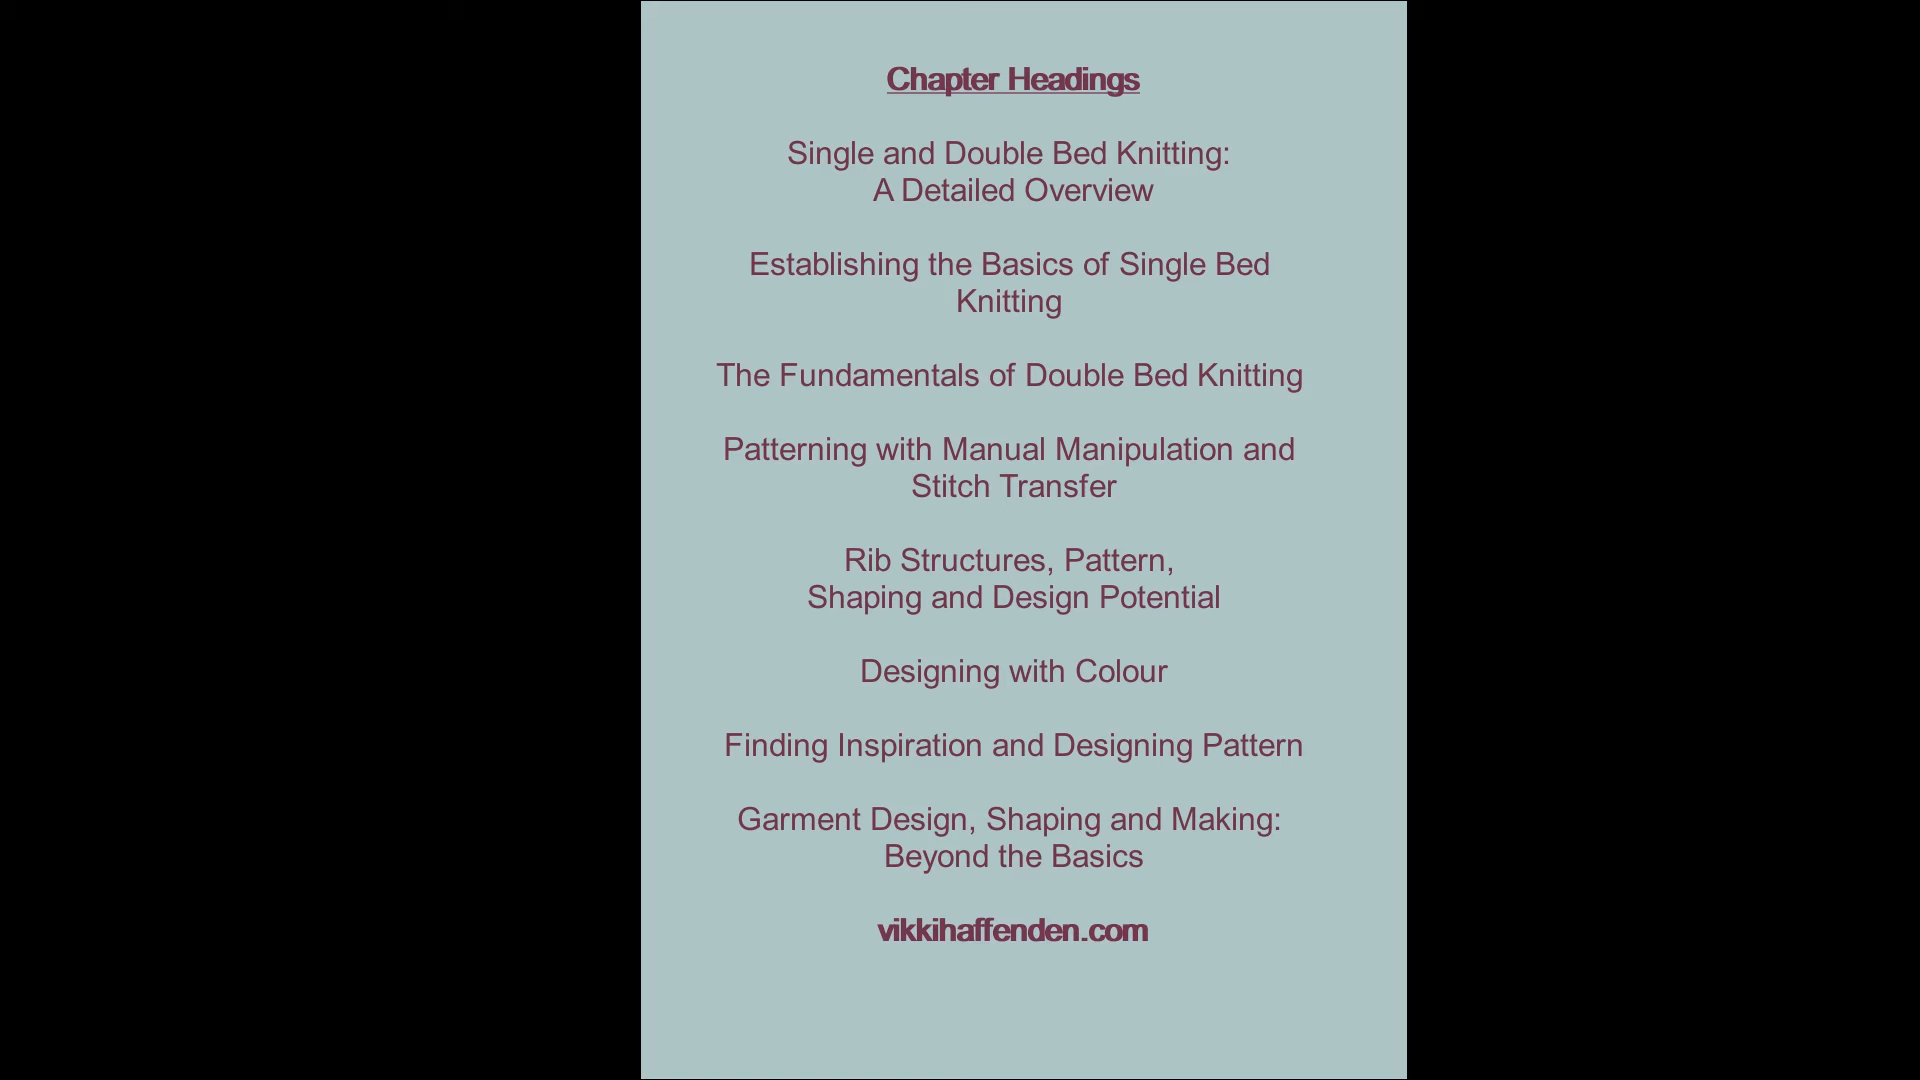 Chapter Headings
Single and Double Bed Knitting:
A Detailed Overview
Establishing the Basics of Single Bed
Knitting
The Fundamentals of Double Bed Knitting
Patterning with Manual Manipulation and
Stitch Transfer
Rib Structures, Pattern,
Shaping and Design Potential
Designing with Colour
Finding Inspiration and Designing Pattern
Garment Design, Shaping and Making:
Beyond the Basics
vikkihaffenden.com